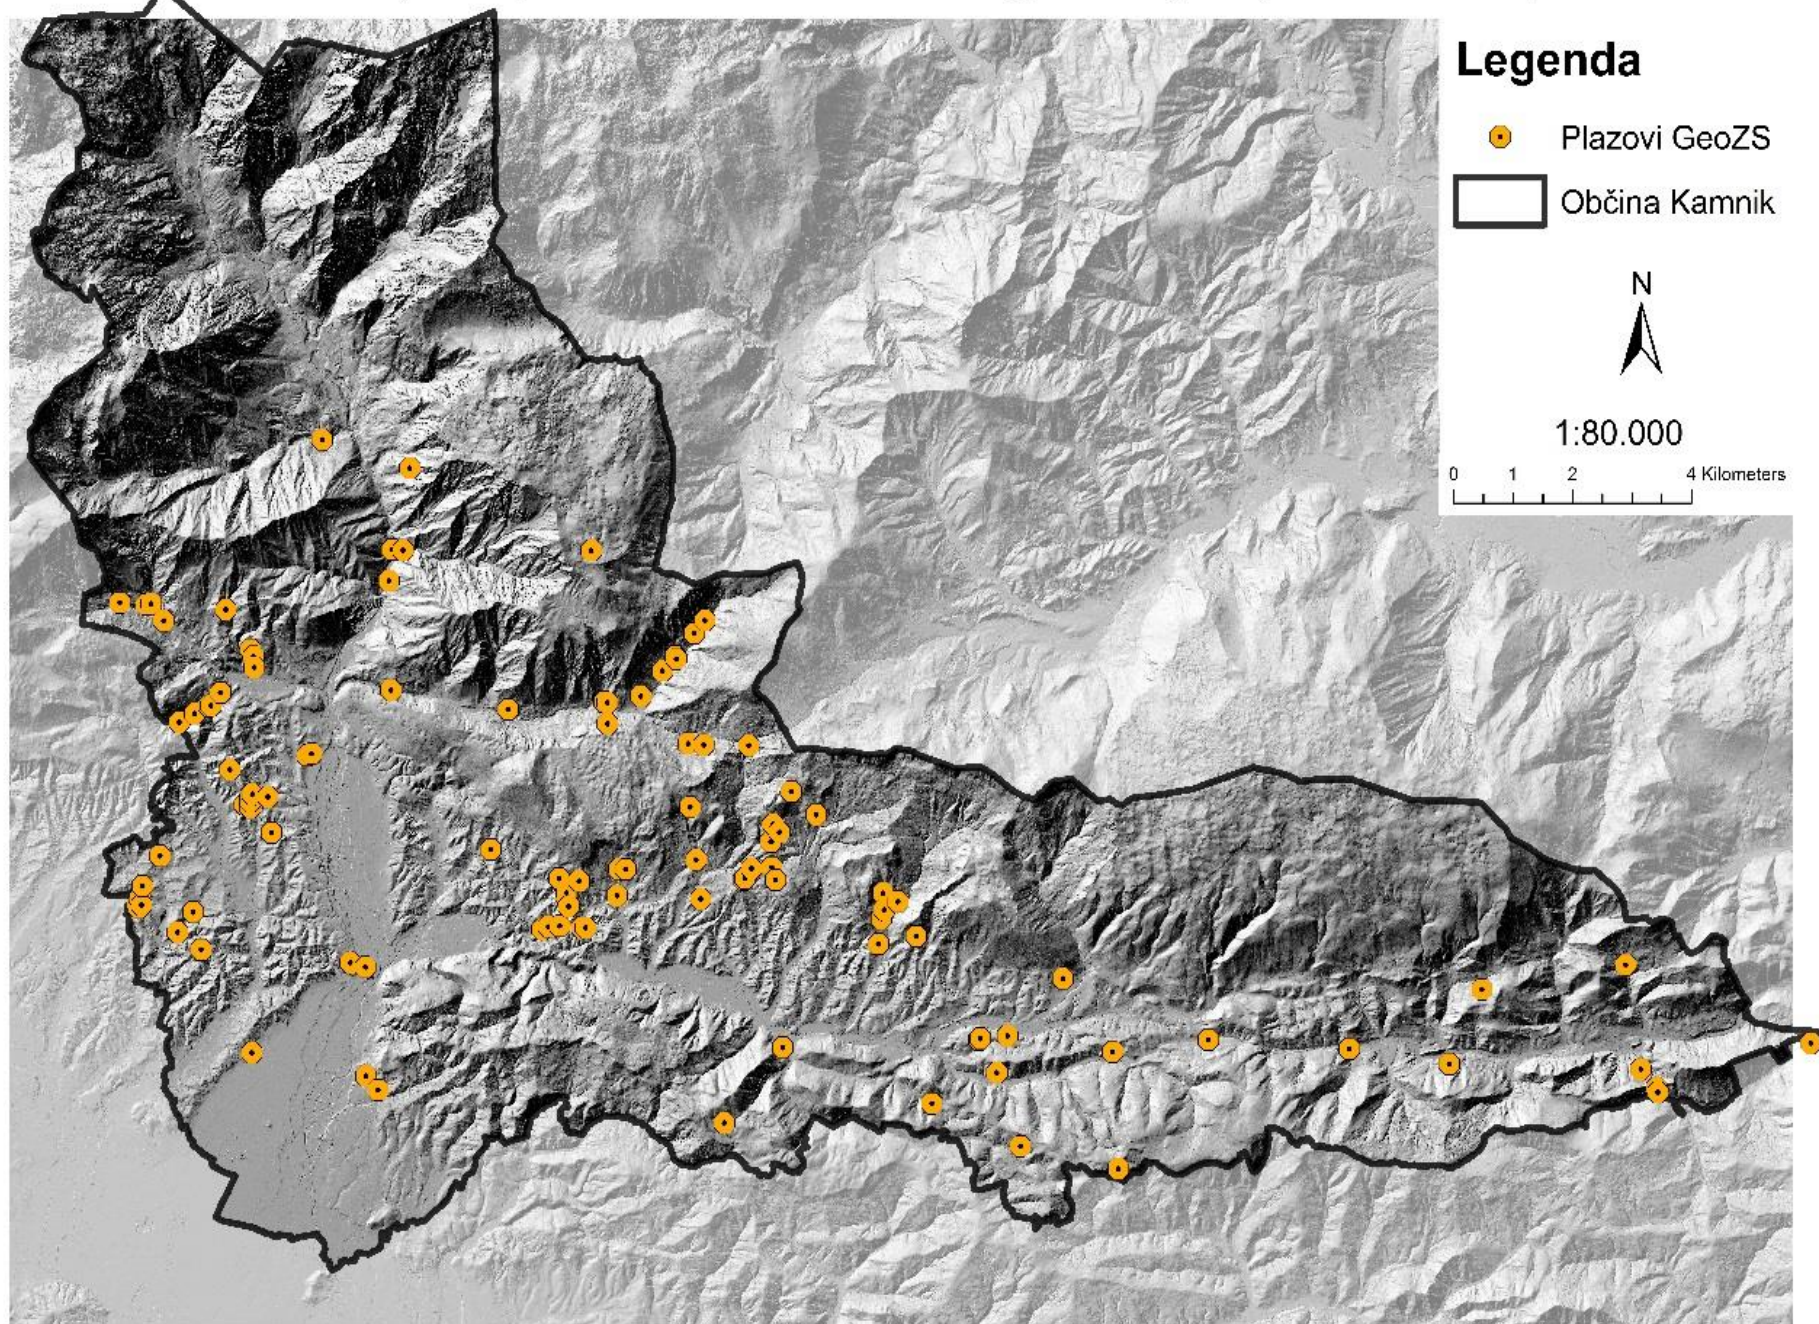 Legenda
Plazovi GeoZS
Občina Kamnik
N
1:80.000
0 1 2 4 Kilometers